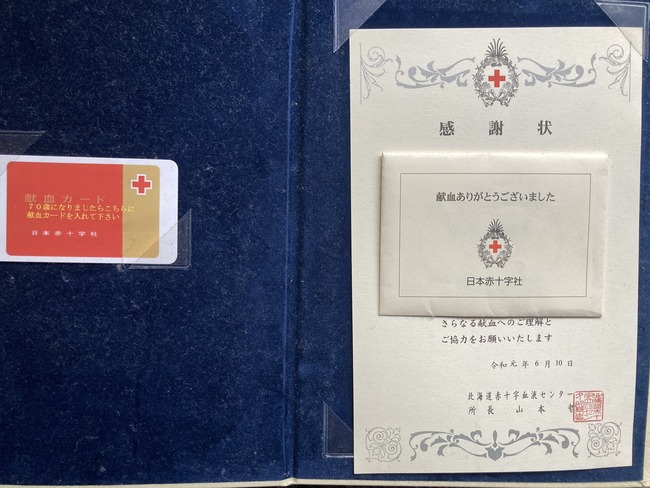 献血カード
70歳になりましたらこちらに
献血カードを入れて下さい
日本赤十字社
感謝状
献血ありがとうございました
日本赤十字社
さらなる献血へのご理解と
ご協力をお願いいたします
令和元年6月10日
北海道赤十字血液センター
所長 山本